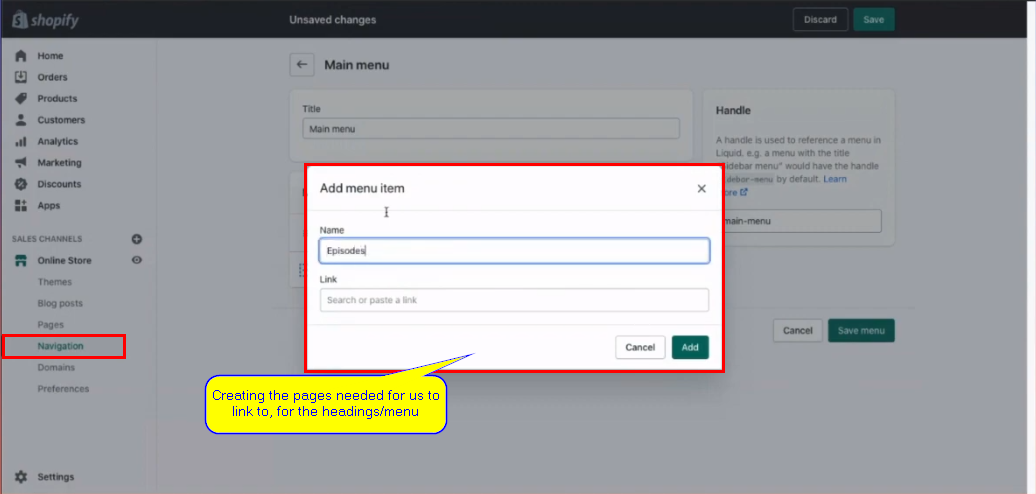 shopify
Unsaved changes
Discard
Save
Home
Orders
Products
Customers
Analytics
Marketing
Discounts
Apps
SALES CHANNELS
Online Store
Themes
Blog posts
Pages
Navigation
Domains
Preferences
Settings
Main menu
Title
Main menu
Handle
A handle is used to reference a menu in
Liquid. e.g. a menu with the title
debar menu" would have the handle
debar-menu by default. Learn
ore
main-menu
Add menu item
Name
Episodes
Link
Search or paste a link
Cancel
Add
Cancel
Save menu
Creating the pages needed for us to
link to, for the headings/menu